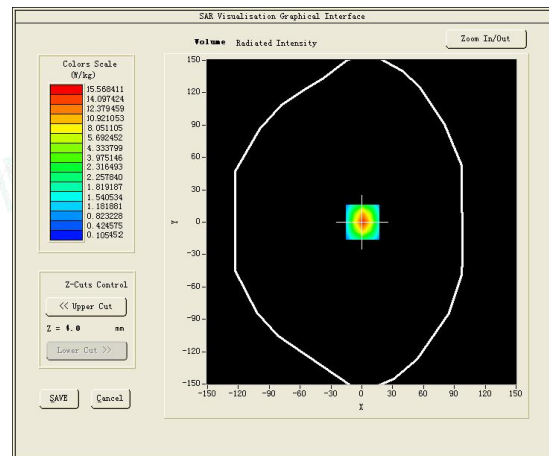 SAR Visualisation Graphical Interface
Volume Radiated Intensity
Zoom In/Out
Colors Scale
(W/kg)
15.568411
14.097424
12.379459
10.921053
8.051105
5.692452
4.333799
3.975146
2.316493
2.257840
1.819187
1.540534
1.181881
0.823228
0.424575
0.105452
Z-Cuts Control
<< Upper Cut
Z = 4.0 mm
Lower Cut >>
SAVE Cancel
Y
150
120
90
60
30
0
-30
-60
-90
-120
-150
-150 -120 -90 -60 -30 0 30 60 90 120 150
X